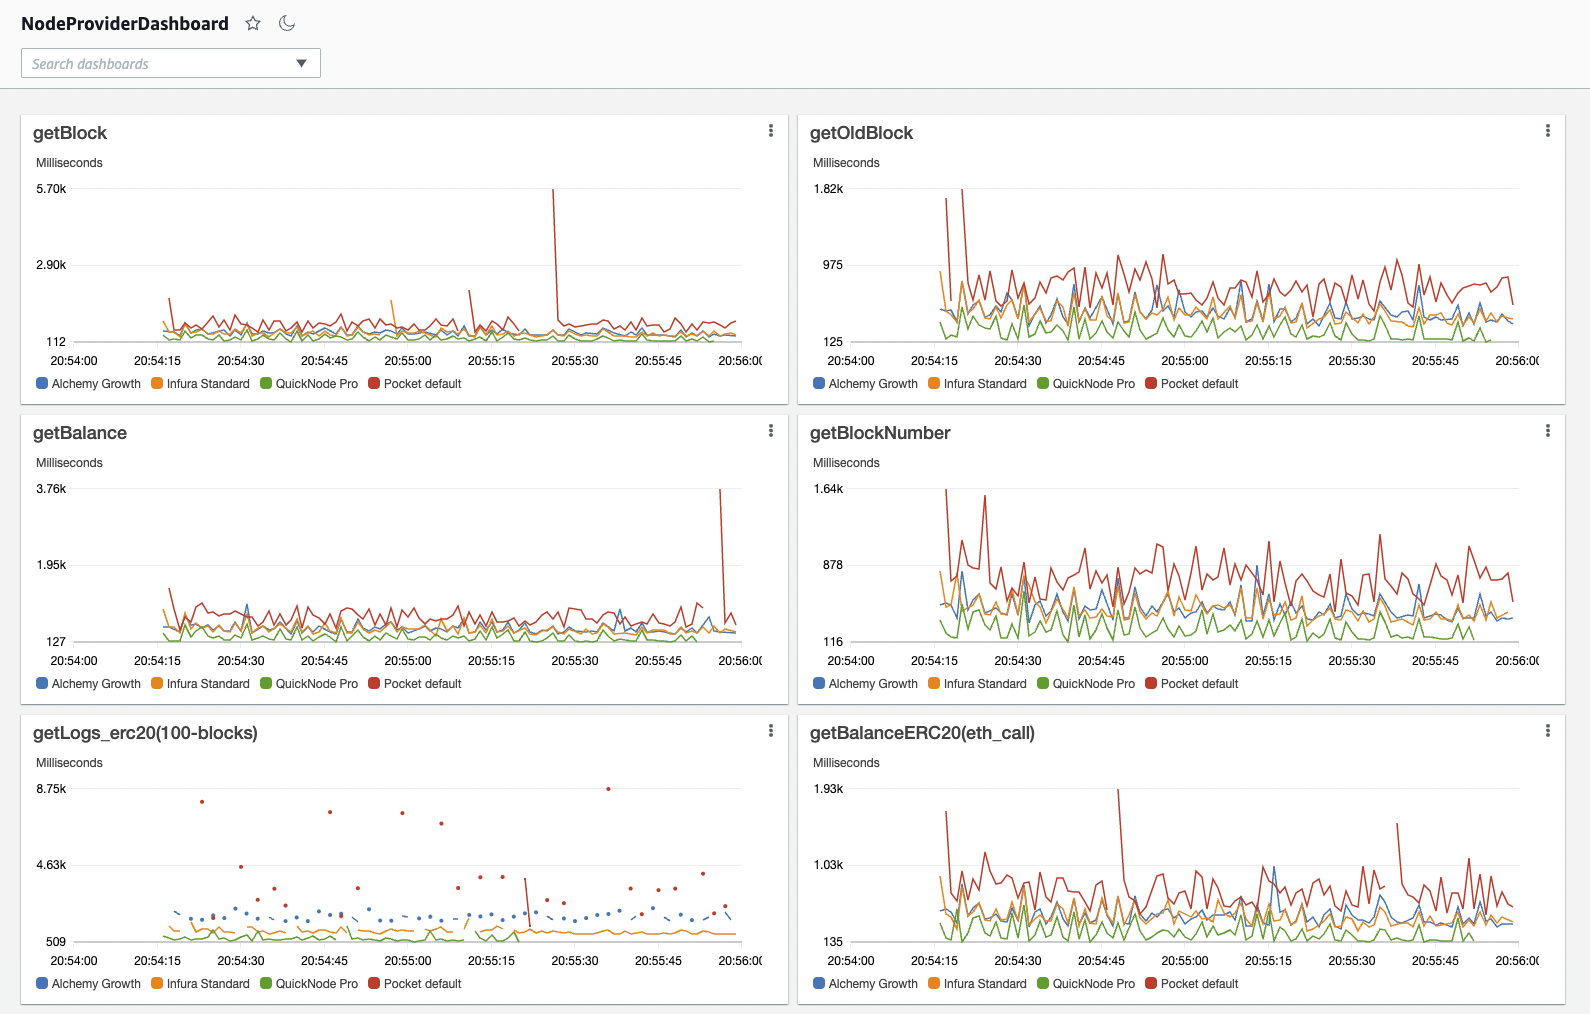 NodeProviderDashboard
Search dashboards
getBlock
Milliseconds
5.70k
2.90k
112
20:54:00 20:54:15 20:54:30 20:54:45 20:55:00 20:55:15 20:55:30 20:55:45 20:56:00
Alchemy Growth Infura Standard QuickNode Pro Pocket default
getOldBlock
Milliseconds
1.82k
975
125
20:54:00 20:54:15 20:54:30 20:54:45 20:55:00 20:55:15 20:55:30 20:55:45 20:56:00
Alchemy Growth Infura Standard QuickNode Pro Pocket default
getBalance
Milliseconds
3.76k
1.95k
127
20:54:00 20:54:15 20:54:30 20:54:45 20:55:00 20:55:15 20:55:30 20:55:45 20:56:00
Alchemy Growth Infura Standard QuickNode Pro Pocket default
getBlockNumber
Milliseconds
1.64k
878
116
20:54:00 20:54:15 20:54:30 20:54:45 20:55:00 20:55:15 20:55:30 20:55:45 20:56:00
Alchemy Growth Infura Standard QuickNode Pro Pocket default
getLogs_erc20(100-blocks)
Milliseconds
8.75k
4.63k
509
20:54:00 20:54:15 20:54:30 20:54:45 20:55:00 20:55:15 20:55:30 20:55:45 20:56:00
Alchemy Growth Infura Standard QuickNode Pro Pocket default
getBalanceERC20(eth_call)
Milliseconds
1.93k
1.03k
135
20:54:00 20:54:15 20:54:30 20:54:45 20:55:00 20:55:15 20:55:30 20:55:45 20:56:00
Alchemy Growth Infura Standard QuickNode Pro Pocket default